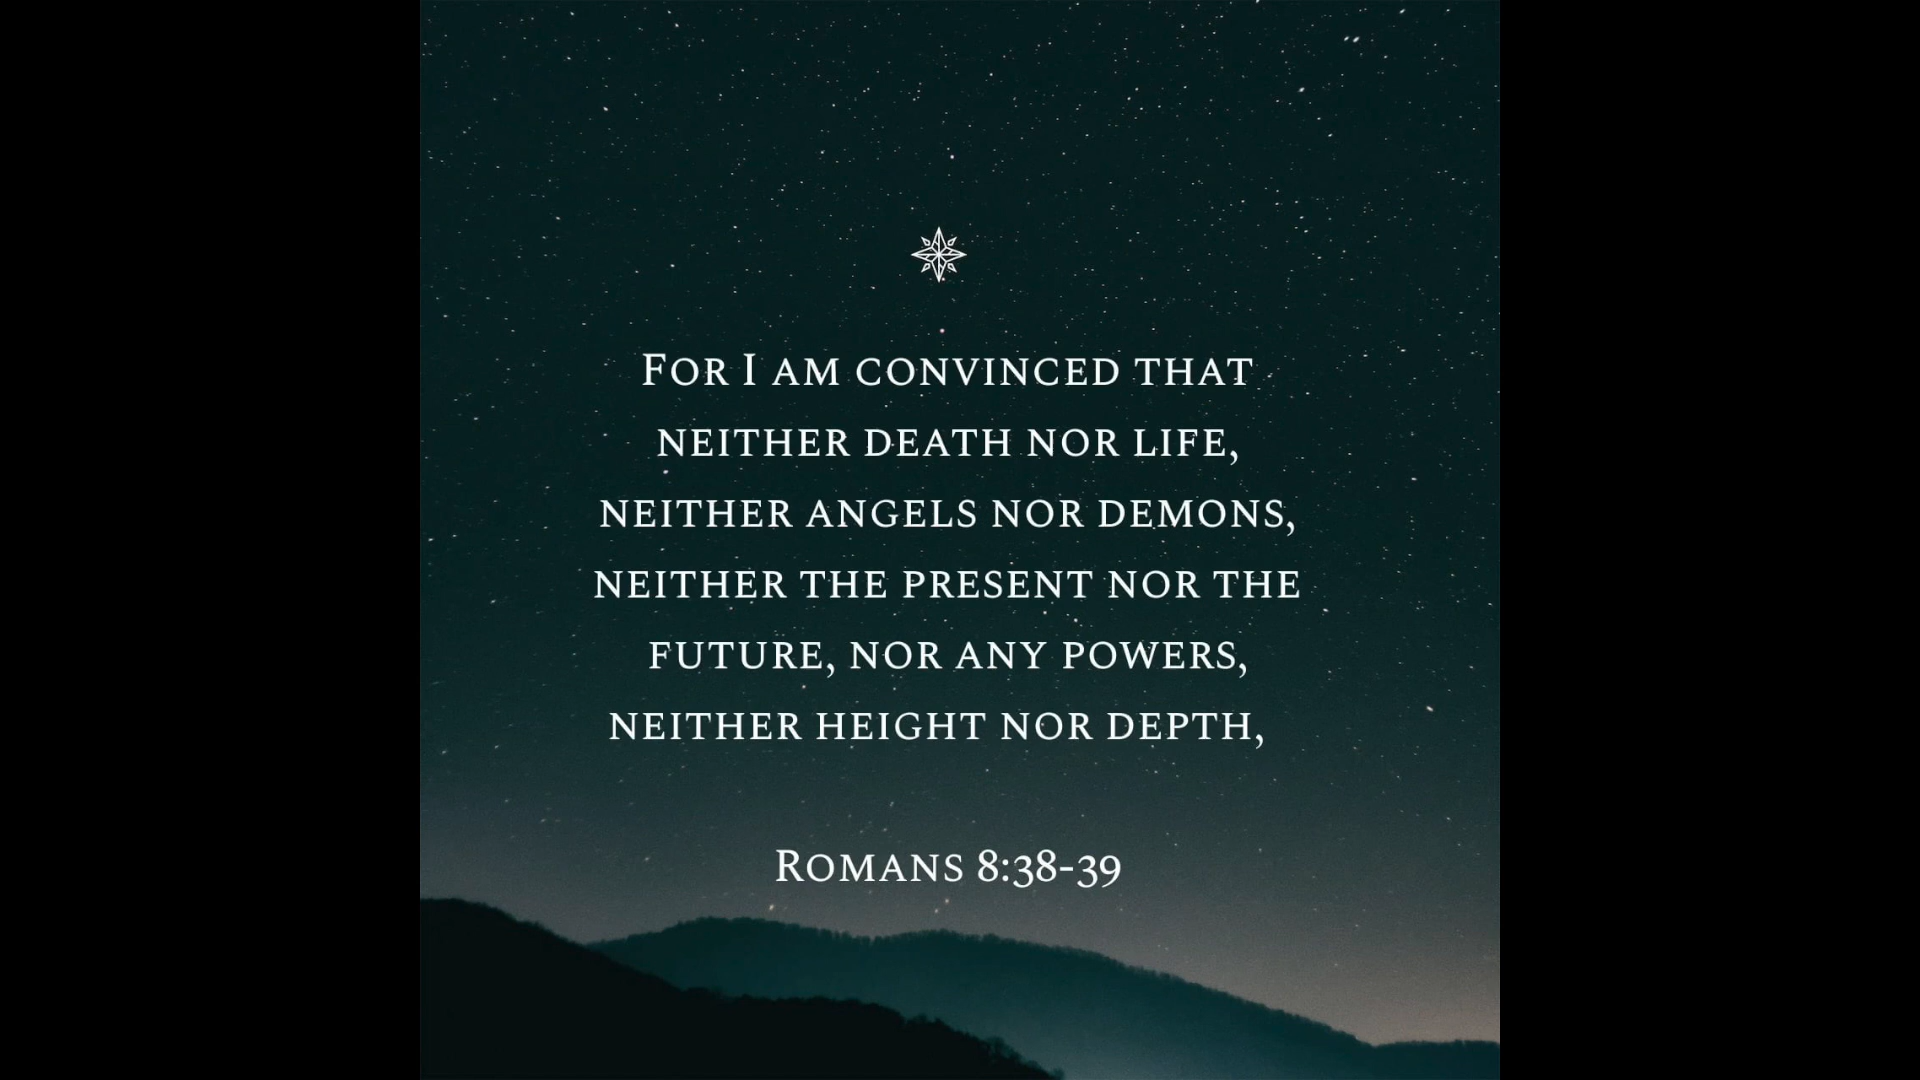 For I am convinced that
neither death nor life,
neither angels nor demons,
neither the present nor the
future, nor any powers,
neither height nor depth,
Romans 8:38-39